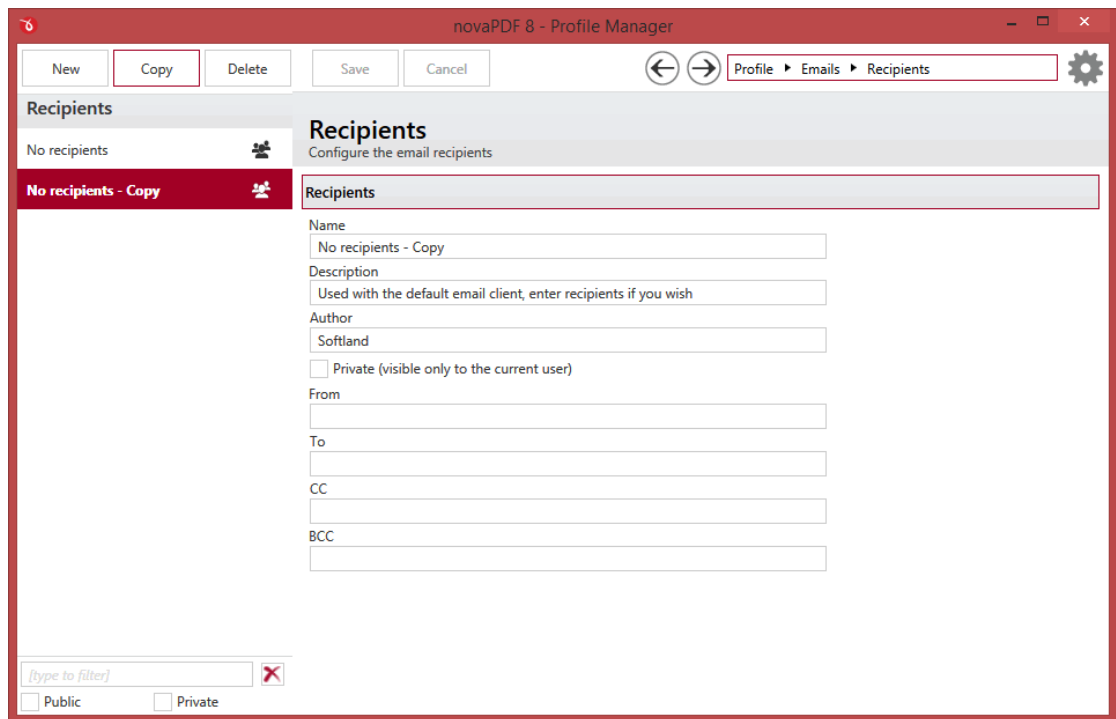 novaPDF 8 - Profile Manager
New Copy Delete Save Cancel Profile Emails Recipients
Recipients
No recipients
No recipients - Copy
Recipients
Configure the email recipients
Recipients
Name
No recipients - Copy
Description
Used with the default email client, enter recipients if you wish
Author
Softland
Private (visible only to the current user)
From
To
CC
BCC
[type to filter]
Public Private